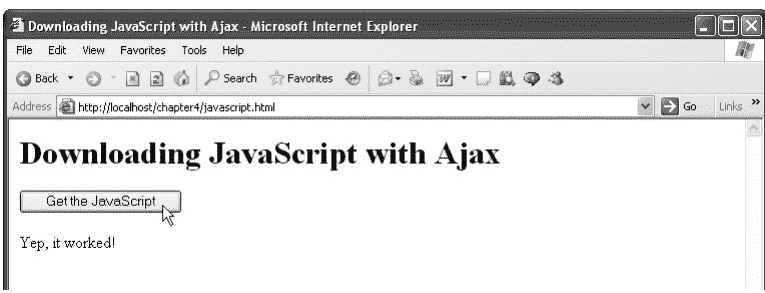 Downloading JavaScript with Ajax - Microsoft Internet Explorer
File Edit View Favorites Tools Help
Back Search Favorites
Address http://localhost/chapter4/javascript.html Go Links »
Downloading JavaScript with Ajax
Get the JavaScript
Yep, it worked!